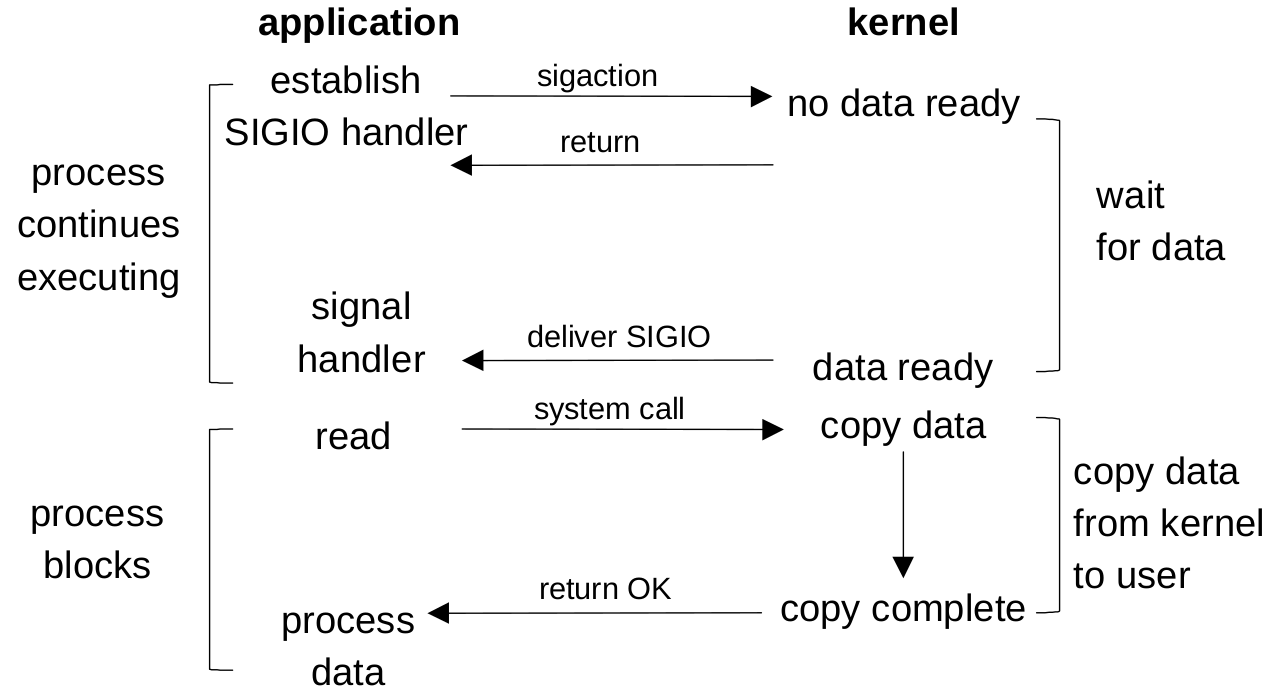 application
kernel
establish
SIGIO handler
sigaction
no data ready
return
process
continues
executing
wait
for data
signal
handler
deliver SIGIO
data ready
read
system call
copy data
process
blocks
copy data
from kernel
to user
return OK
copy complete
process
data